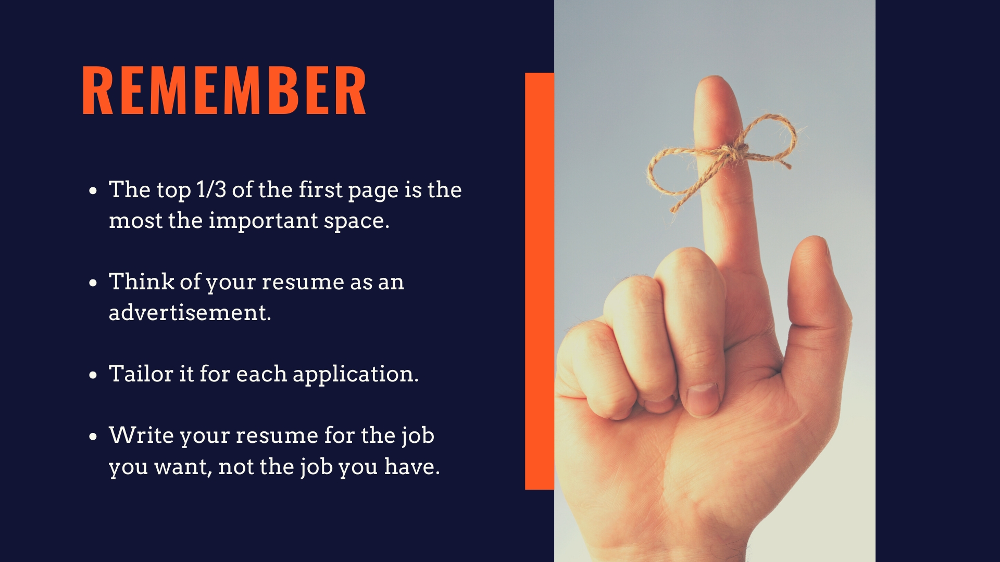 REMEMBER
• The top 1/3 of the first page is the
most the important space.
• Think of your resume as an
advertisement.
• Tailor it for each application.
• Write your resume for the job
you want, not the job you have.